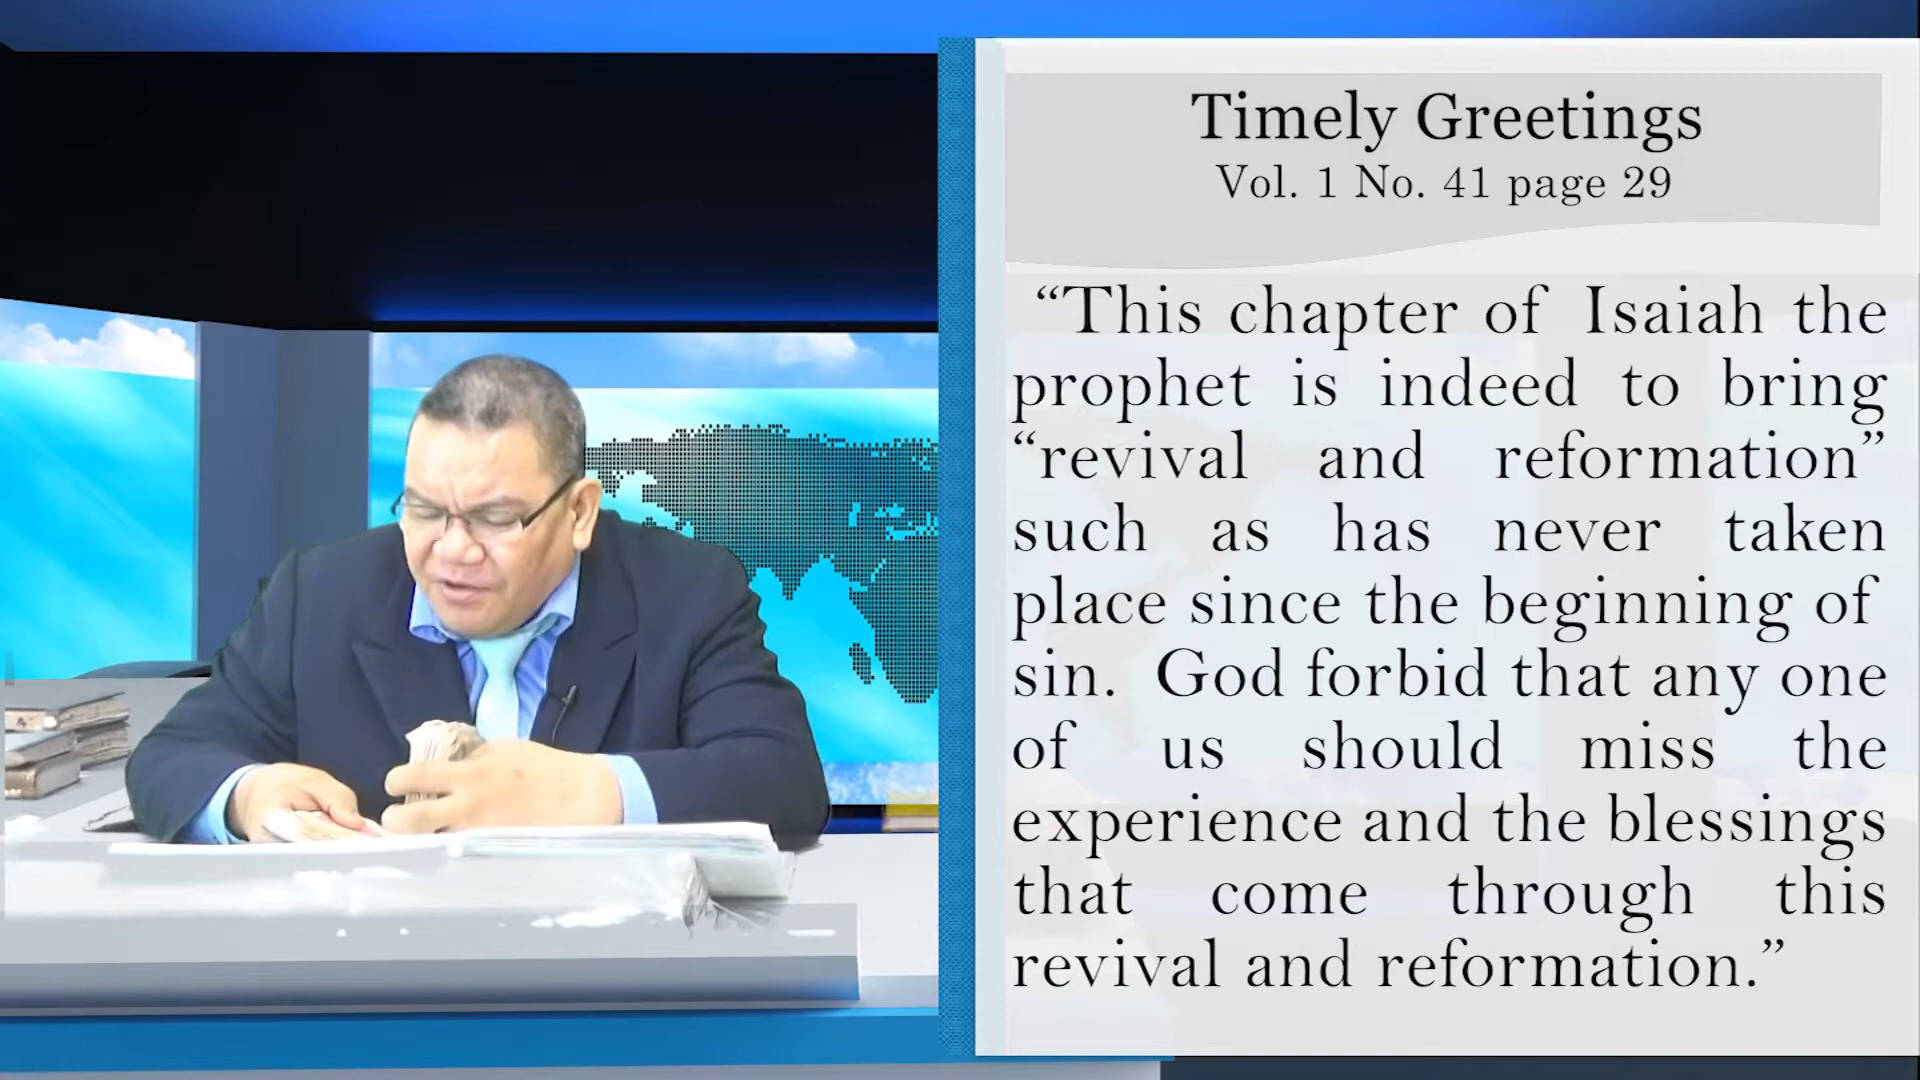 Timely Greetings
Vol. 1 No. 41 page 29
“This chapter of Isaiah the
prophet is indeed to bring
“revival and reformation”
such as has never taken
place since the beginning of
sin. God forbid that any one
of us should miss the
experience and the blessings
that come through this
revival and reformation.”